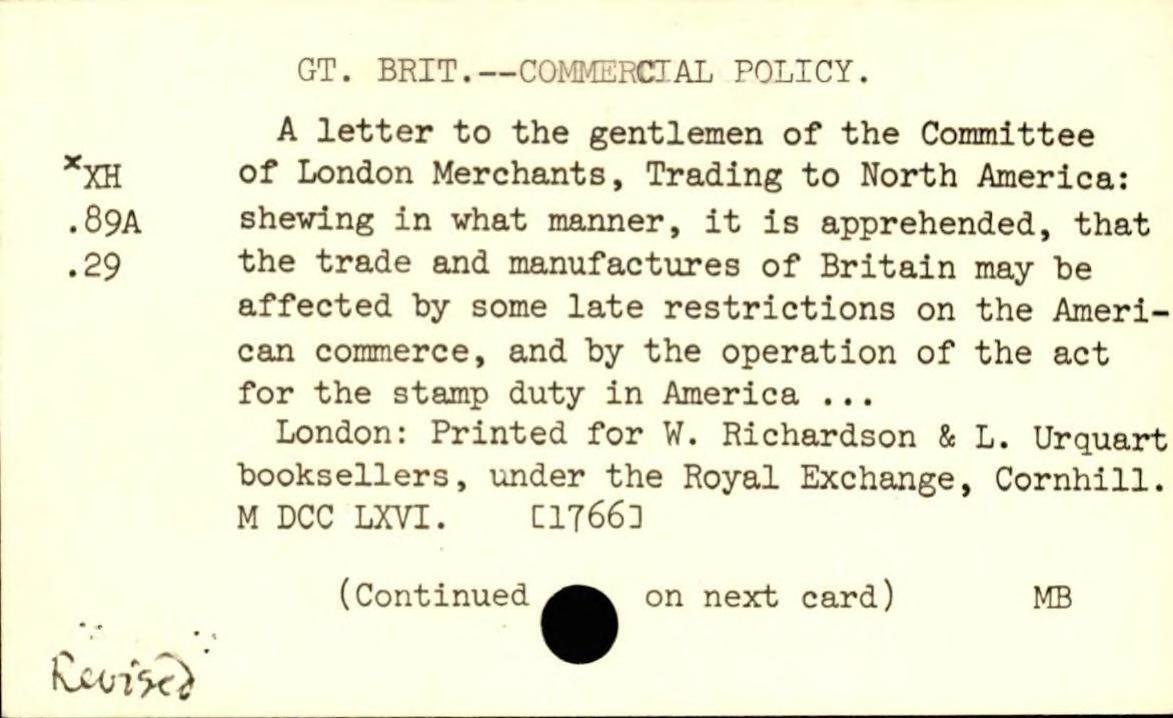 GT. BRIT.--COMMERCIAL POLICY.
A letter to the gentlemen of the Committee
of London Merchants, Trading to North America:
shewing in what manner, it is apprehended, that
the trade and manufactures of Britain may be
affected by some late restrictions on the Ameri-
can commerce, and by the operation of the act
for the stamp duty in America ...
London: Printed for W. Richardson & L. Urquart
booksellers, under the Royal Exchange, Cornhill.
M DCC LXVI. [1766]
xXH
.89A
.29
(Continued on next card) MB
Revised